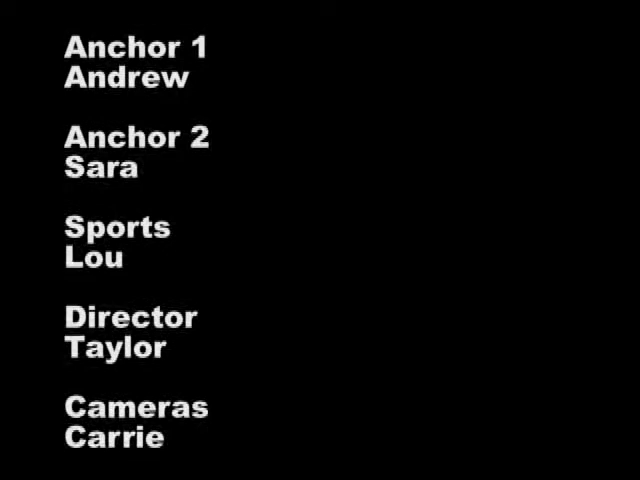 Anchor 1
Andrew
Anchor 2
Sara
Sports
Lou
Director
Taylor
Cameras
Carrie